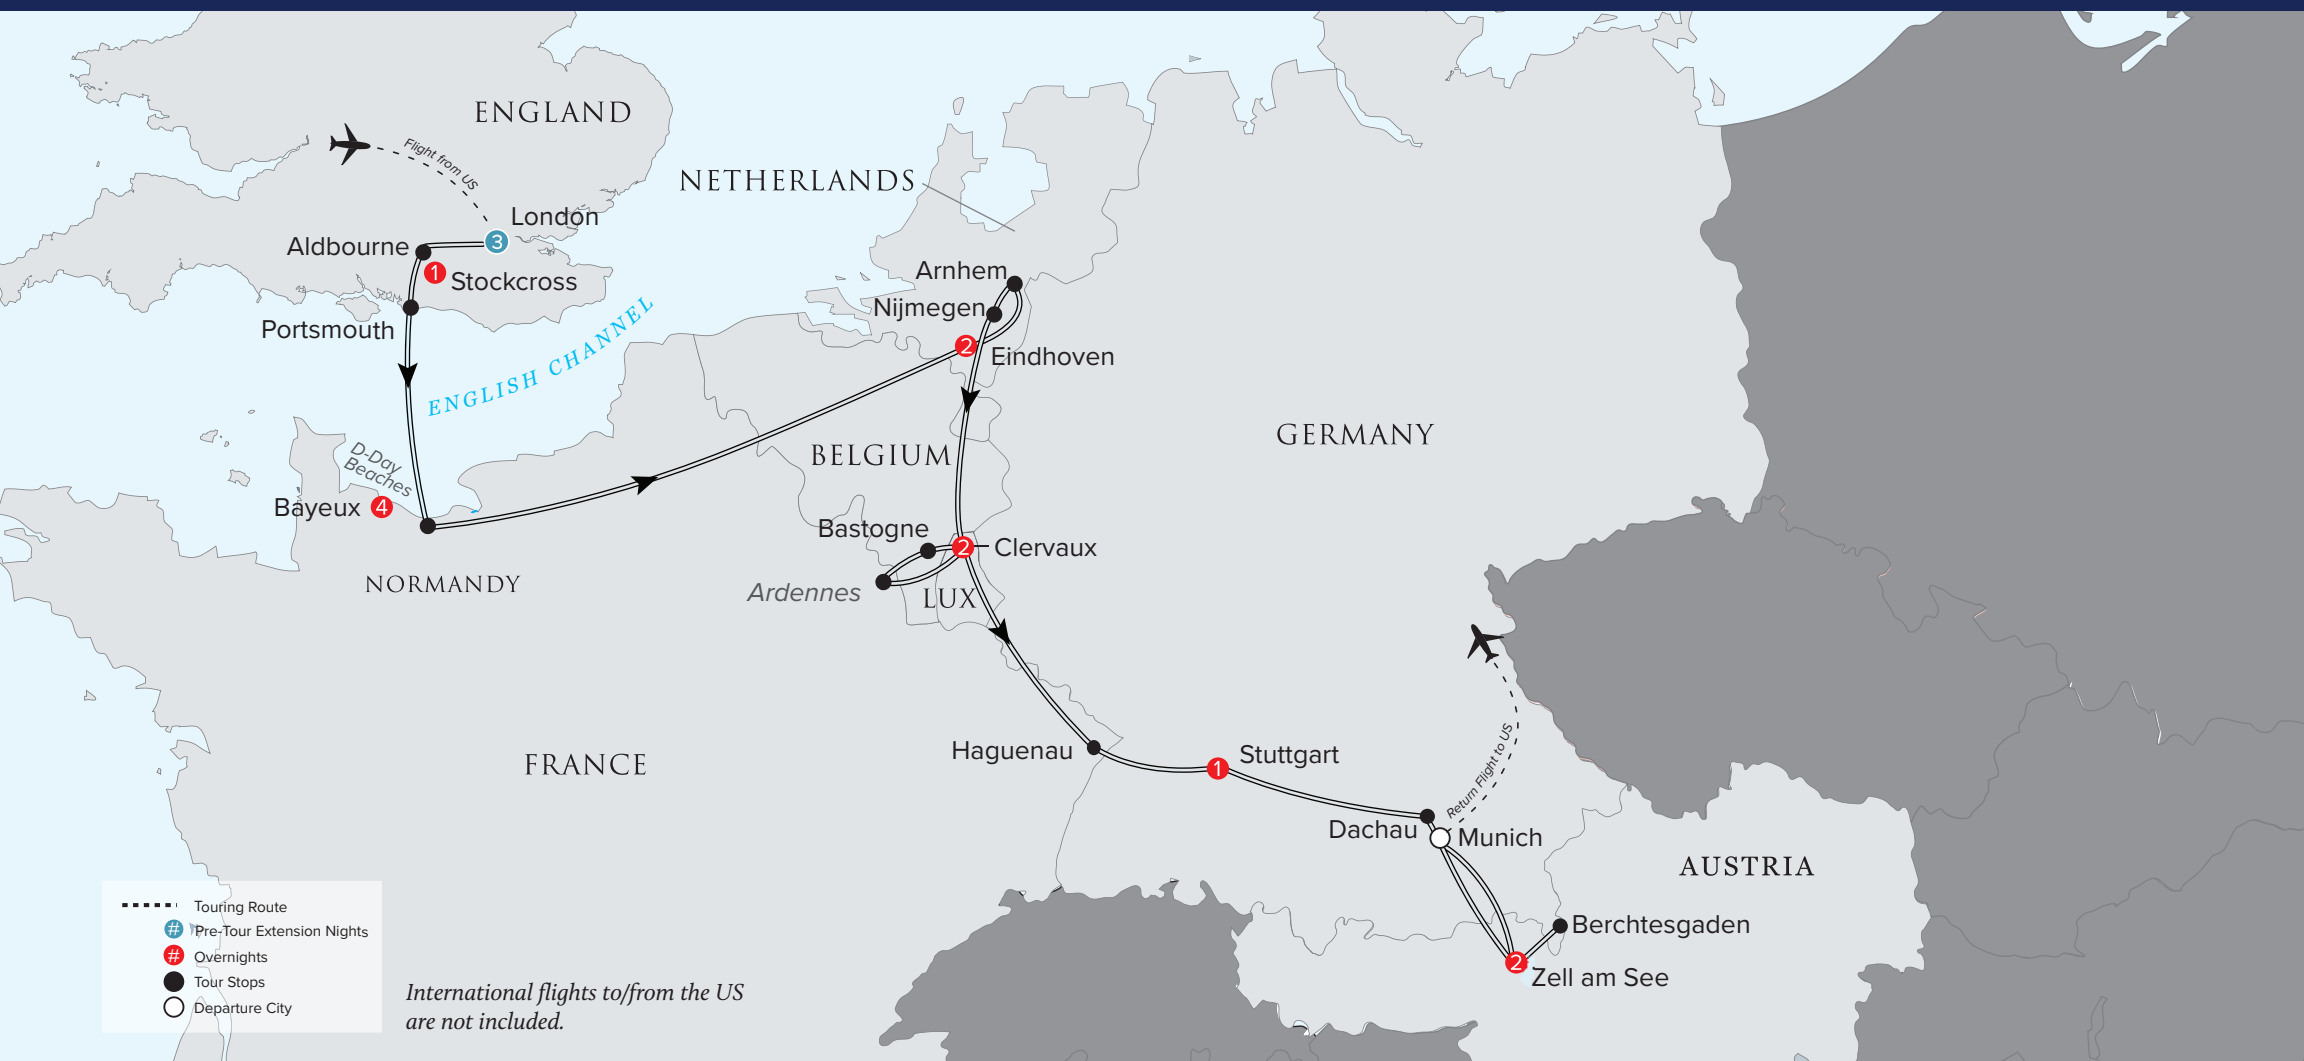 ENGLAND
Flight from US
NETHERLANDS
London
3
Aldbourne
1
Stockcross
Arnhem
Nijmegen
Portsmouth
ENGLISH CHANNEL
2
Eindhoven
GERMANY
BELGIUM
D-Day
Beaches
Bayeux
4
Bastogne
2
Clervaux
NORMANDY
Ardennes
LUX
Haguenau
Stuttgart
1
FRANCE
Return Flight to US
Dachau
Munich
AUSTRIA
Berchtesgaden
2
Zell am See
Touring Route
# Pre-Tour Extension Nights
# Overnights
Tour Stops
Departure City
International flights to/from the US
are not included.